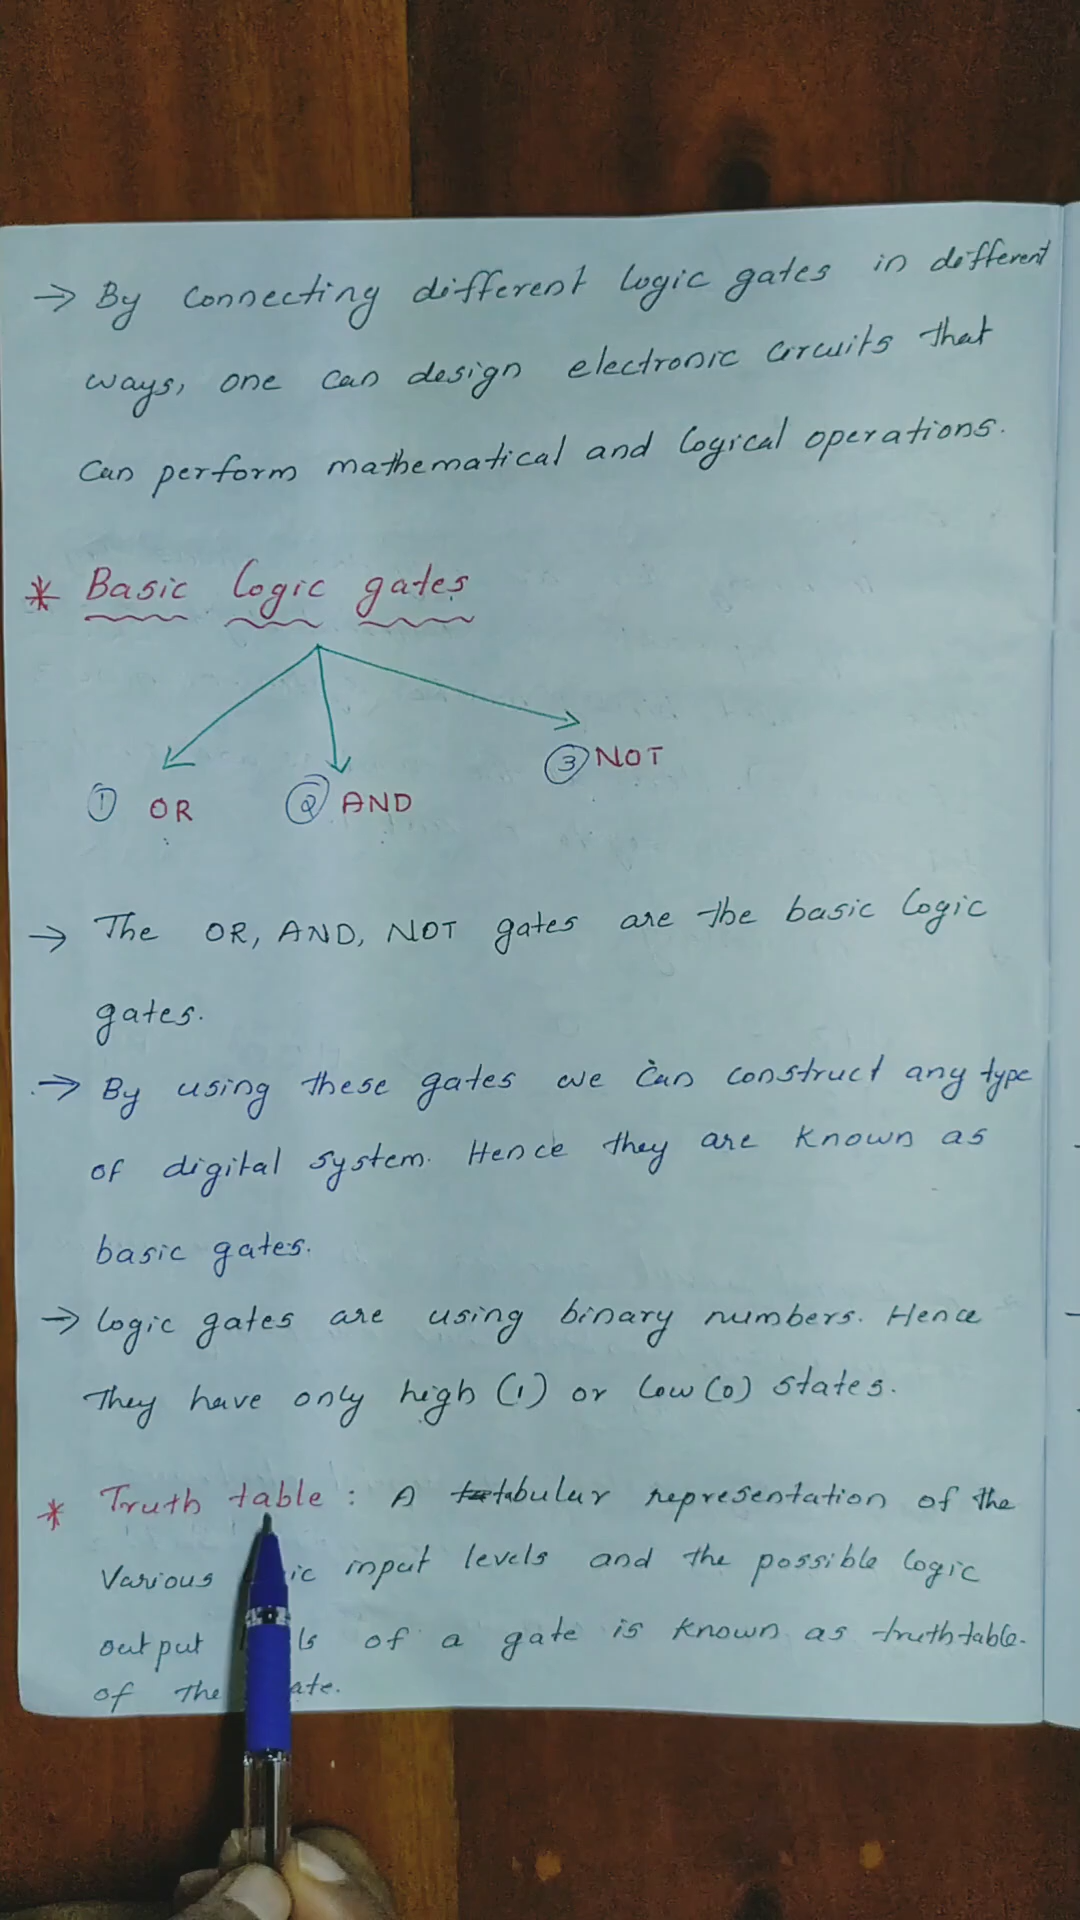 → By connecting different logic gates in different
ways, one can design electronic circuits that
can perform mathematical and logical operations.
* Basic logic gates
① OR ② AND ③ NOT
→ The OR, AND, NOT gates are the basic logic
gates.
→ By using these gates we can construct any type
of digital system. Hence they are known as
basic gates.
→ logic gates are using binary numbers. Hence
they have only high (1) or low (0) states.
* Truth table : A tabular representation of the
various input levels and the possible logic
output of a gate is known as truth table.
of the